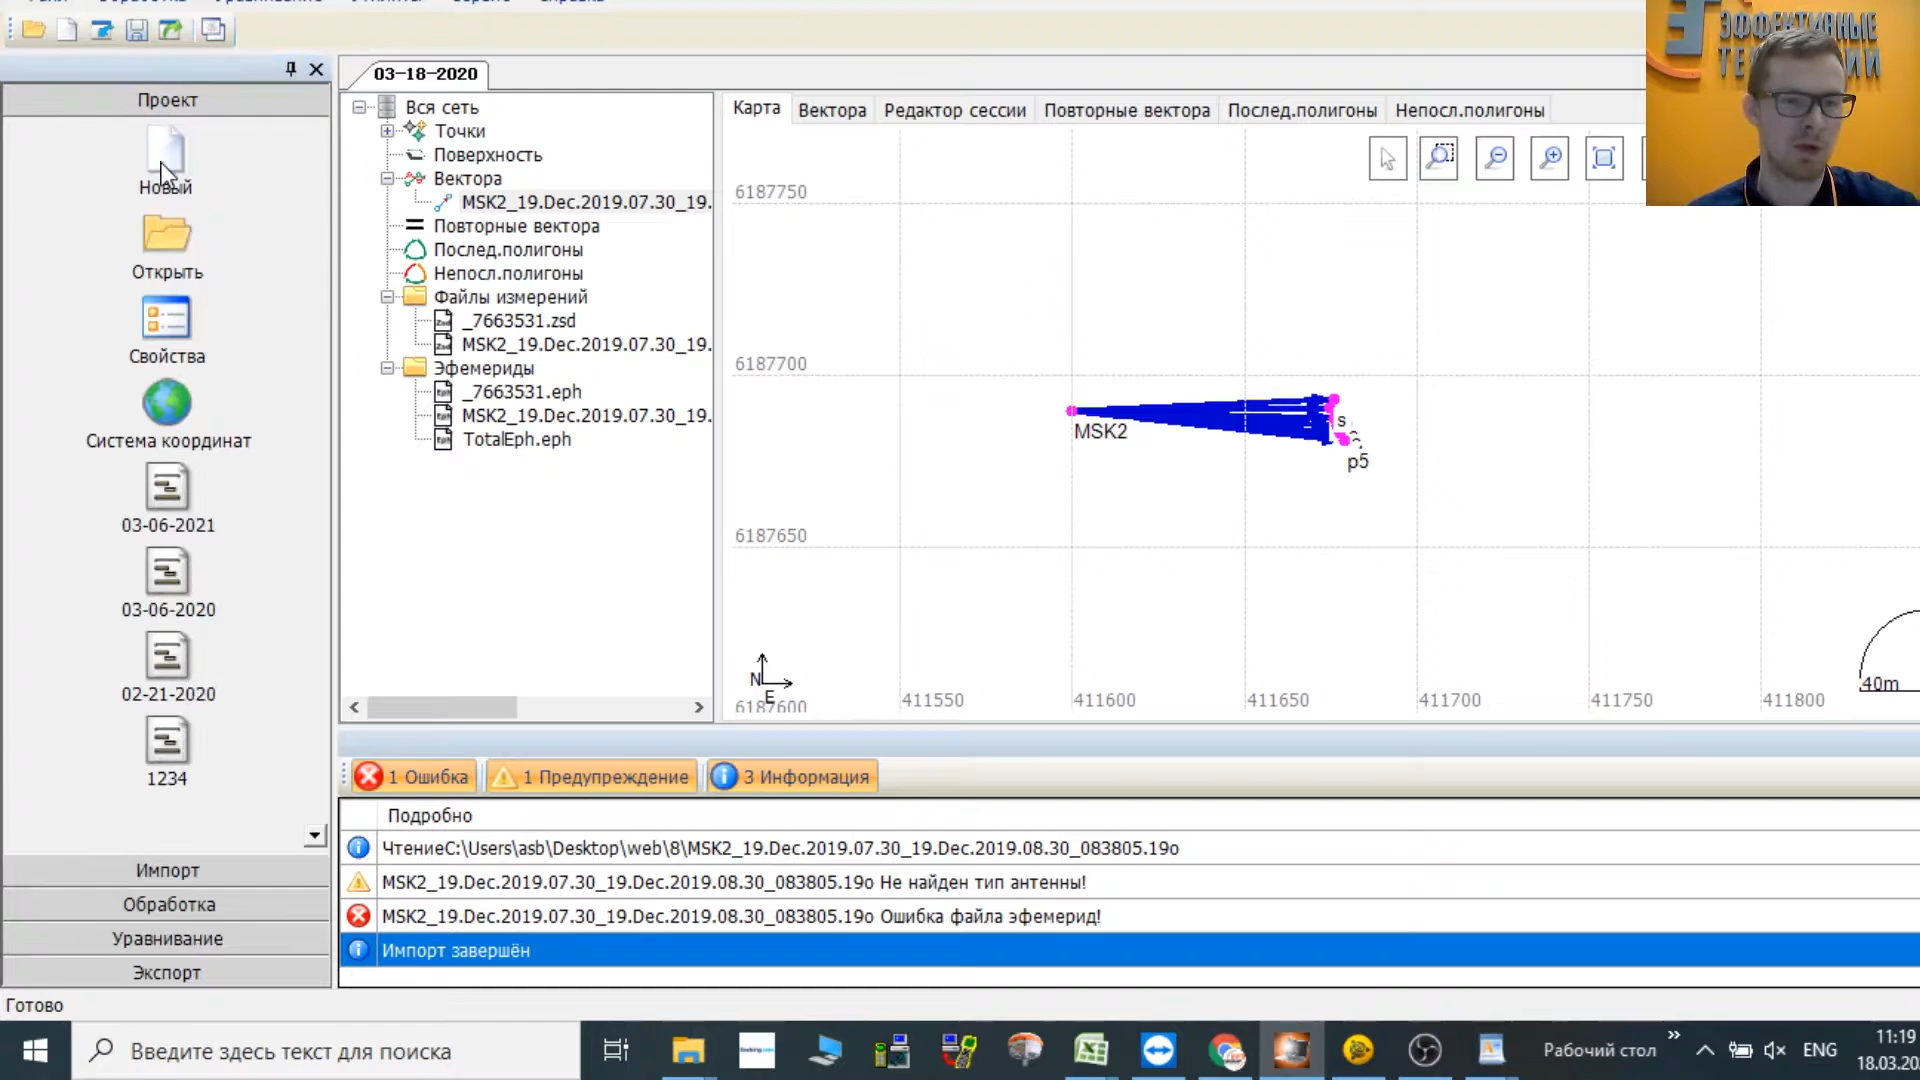 ЭФФЕКТИВНЫЕ
Проект
03-18-2020
Вся сеть
Точки
Поверхность
Вектора
MSK2_19.Dec.2019.07.30_19.
Повторные вектора
Послед.полигоны
Непосл.полигоны
Файлы измерений
_7663531.zsd
MSK2_19.Dec.2019.07.30_19.
Эфемериды
_7663531.eph
MSK2_19.Dec.2019.07.30_19.
TotalEph.eph
Карта
Вектора
Редактор сессии
Повторные вектора
Послед.полигоны
Непосл.полигоны
Новый
Открыть
Свойства
Система координат
03-06-2021
03-06-2020
02-21-2020
1234
Импорт
Обработка
Уравнивание
Экспорт
6187750
6187700
6187650
6187600
MSK2
s
p5
N
E
411550
411600
411650
411700
411750
411800
40m
1 Ошибка
1 Предупреждение
3 Информация
Подробно
ЧтениеC:\Users\asb\Desktop\web\8\MSK2_19.Dec.2019.07.30_19.Dec.2019.08.30_083805.19o
MSK2_19.Dec.2019.07.30_19.Dec.2019.08.30_083805.19o Не найден тип антенны!
MSK2_19.Dec.2019.07.30_19.Dec.2019.08.30_083805.19o Ошибка файла эфемерид!
Импорт завершён
Готово
Введите здесь текст для поиска
Рабочий стол
ENG
11:19
18.03.20